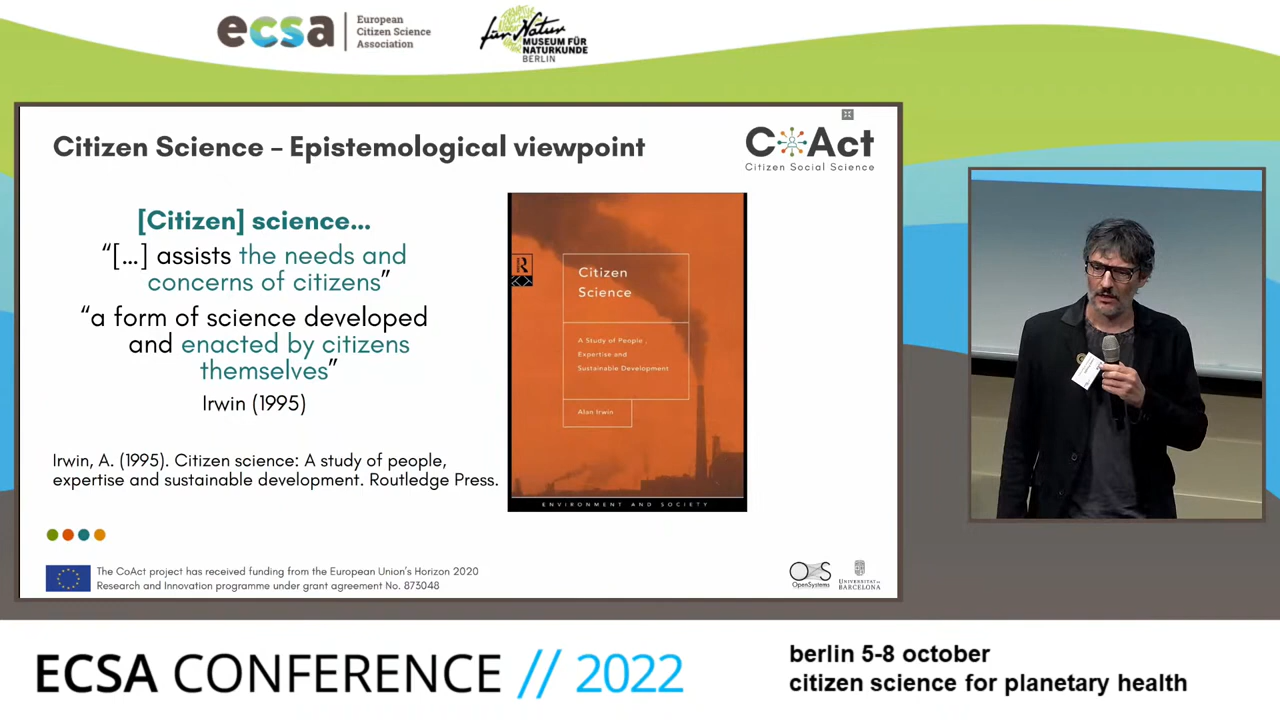 ecsa
European
Citizen Science
Association
für Natur
MUSEUM FÜR
NATURKUNDE
BERLIN
Citizen Science – Epistemological viewpoint
CoAct
Citizen Social Science
[Citizen] science...
“[...] assists the needs and
concerns of citizens”
“a form of science developed
and enacted by citizens
themselves”
Irwin (1995)
Irwin, A. (1995). Citizen science: A study of people,
expertise and sustainable development. Routledge Press.
R
Citizen
Science
A Study of People,
Expertise and
Sustainable Development
Alan Irwin
ENVIRONMENT AND SOCIETY
The CoAct project has received funding from the European Union’s Horizon 2020
Research and Innovation programme under grant agreement No. 873048
OpenSystems
UNIVERSITAT DE
BARCELONA
ECSA CONFERENCE // 2022
berlin 5-8 october
citizen science for planetary health